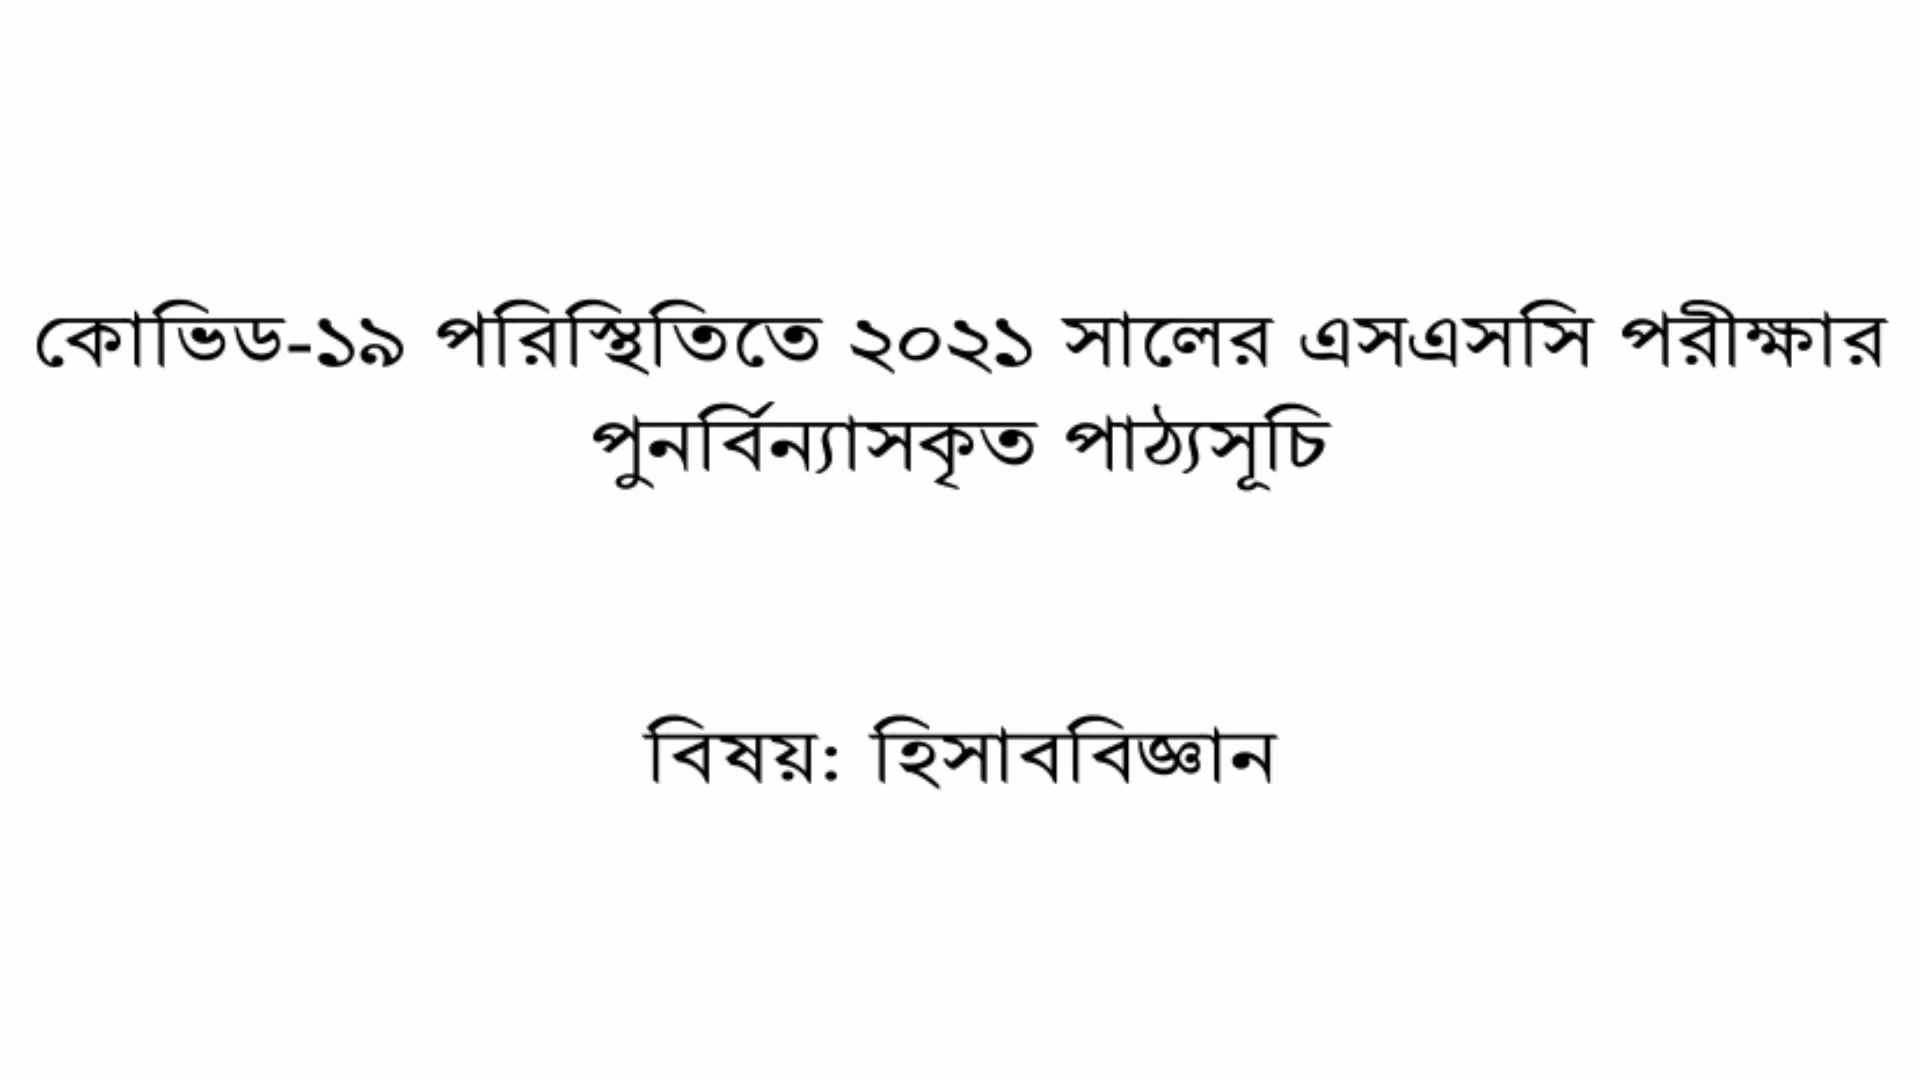 কোভিড-১৯ পরিস্থিতিতে ২০২১ সালের এসএসসি পরীক্ষার
পুনর্বিন্যাসকৃত পাঠ্যসূচি
বিষয়: হিসাববিজ্ঞান